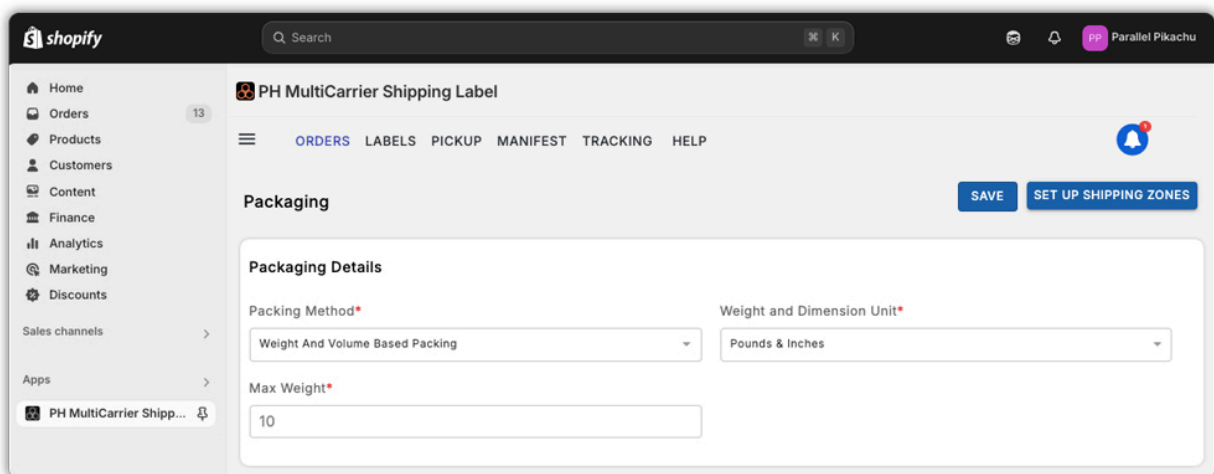 shopify
Search ⌘ K
PP Parallel Pikachu
Home
Orders 13
Products
Customers
Content
Finance
Analytics
Marketing
Discounts
Sales channels
Apps
PH MultiCarrier Shipp...
PH MultiCarrier Shipping Label
ORDERS LABELS PICKUP MANIFEST TRACKING HELP
1
Packaging
SAVE SET UP SHIPPING ZONES
Packaging Details
Packing Method* Weight and Dimension Unit*
Weight And Volume Based Packing Pounds & Inches
Max Weight*
10